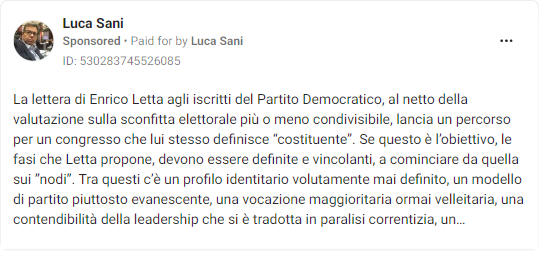 Luca Sani
Sponsored • Paid for by Luca Sani
ID: 530283745526085
La lettera di Enrico Letta agli iscritti del Partito Democratico, al netto della
valutazione sulla sconfitta elettorale più o meno condivisibile, lancia un percorso
per un congresso che lui stesso definisce “costituente”. Se questo è l’obiettivo, le
fasi che Letta propone, devono essere definite e vincolanti, a cominciare da quella
sui ”nodi”. Tra questi c’è un profilo identitario volutamente mai definito, un modello
di partito piuttosto evanescente, una vocazione maggioritaria ormai velleitaria, una
contendibilità della leadership che si è tradotta in paralisi correntizia, un...